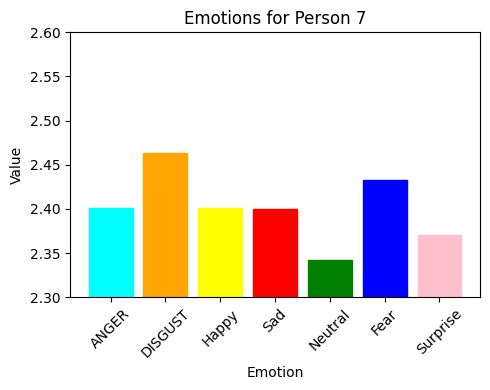 Emotions for Person 7
Value
2.60
2.55
2.50
2.45
2.40
2.35
2.30
ANGER
DISGUST
Happy
Sad
Neutral
Fear
Surprise
Emotion